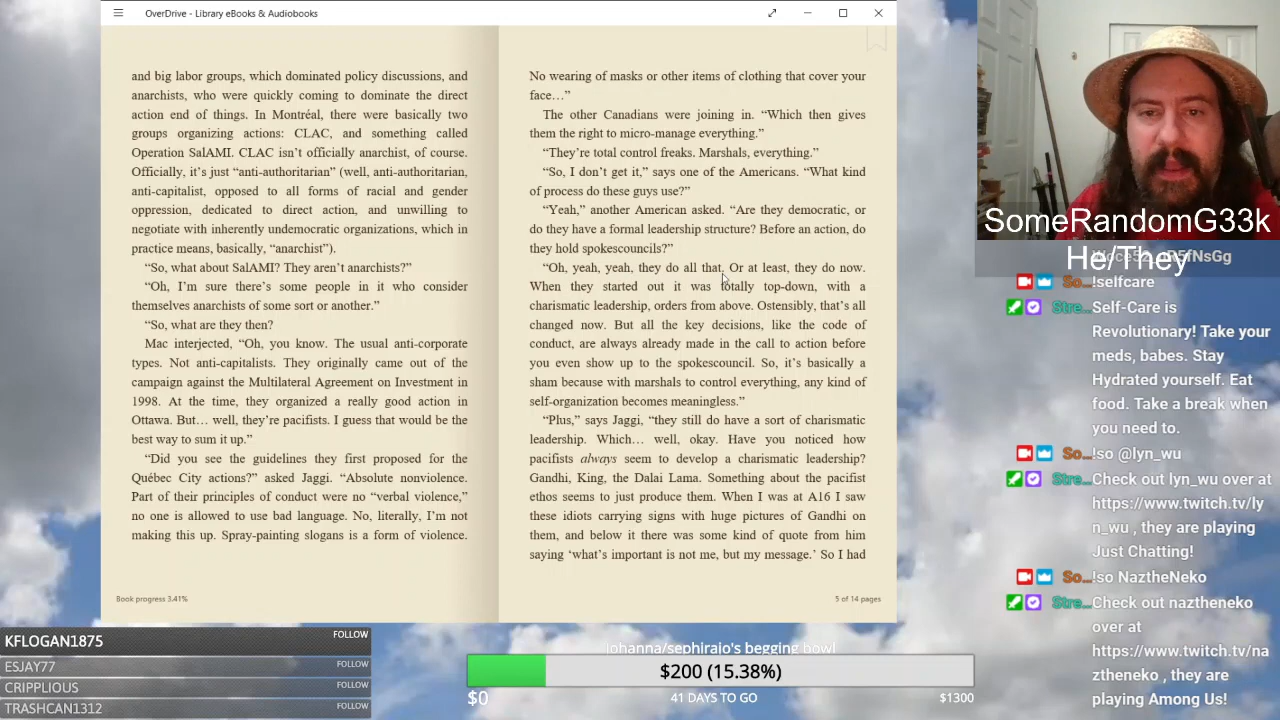 OverDrive - Library eBooks & Audiobooks
and big labor groups, which dominated policy discussions, and
anarchists, who were quickly coming to dominate the direct
action end of things. In Montréal, there were basically two
groups organizing actions: CLAC, and something called
Operation SalAMI. CLAC isn’t officially anarchist, of course.
Officially, it’s just “anti-authoritarian” (well, anti-authoritarian,
anti-capitalist, opposed to all forms of racial and gender
oppression, dedicated to direct action, and unwilling to
negotiate with inherently undemocratic organizations, which in
practice means, basically, “anarchist”).
“So, what about SalAMI? They aren’t anarchists?”
“Oh, I’m sure there’s some people in it who consider
themselves anarchists of some sort or another.”
“So, what are they then?
Mac interjected, “Oh, you know. The usual anti-corporate
types. Not anti-capitalists. They originally came out of the
campaign against the Multilateral Agreement on Investment in
1998. At the time, they organized a really good action in
Ottawa. But… well, they’re pacifists. I guess that would be the
best way to sum it up.”
“Did you see the guidelines they first proposed for the
Québec City actions?” asked Jaggi. “Absolute nonviolence.
Part of their principles of conduct were no “verbal violence,”
no one is allowed to use bad language. No, literally, I’m not
making this up. Spray-painting slogans is a form of violence.
Book progress 3.41%
No wearing of masks or other items of clothing that cover your
face…”
The other Canadians were joining in. “Which then gives
them the right to micro-manage everything.”
“They’re total control freaks. Marshals, everything.”
“So, I don’t get it,” says one of the Americans. “What kind
of process do these guys use?”
“Yeah,” another American asked. “Are they democratic, or
do they have a formal leadership structure? Before an action, do
they hold spokescouncils?”
“Oh, yeah, yeah, they do all that. Or at least, they do now.
When they started out it was totally top-down, with a
charismatic leadership, orders from above. Ostensibly, that’s all
changed now. But all the key decisions, like the code of
conduct, are always already made in the call to action before
you even show up to the spokescouncil. So, it’s basically a
sham because with marshals to control everything, any kind of
self-organization becomes meaningless.”
“Plus,” says Jaggi, “they still do have a sort of charismatic
leadership. Which… well, okay. Have you noticed how
pacifists always seem to develop a charismatic leadership?
Gandhi, King, the Dalai Lama. Something about the pacifist
ethos seems to just produce them. When I was at A16 I saw
these idiots carrying signs with huge pictures of Gandhi on
them, and below it there was some kind of quote from him
saying ‘what’s important is not me, but my message.’ So I had
5 of 14 pages
SomeRandomG33k
He/They
So...!selfcare
Stre...Self-Care is
Revolutionary! Take your
meds, babes. Stay
Hydrated yourself. Eat
food. Take a break when
you need to.
So...!so @lyn_wu
Stre...Check out lyn_wu over at
https://www.twitch.tv/ly
n_wu , they are playing
Just Chatting!
So...!so NaztheNeko
Stre...Check out naztheneko
over at
https://www.twitch.tv/na
ztheneko , they are
playing Among Us!
KFLOGAN1875 FOLLOW
ESJAY77 FOLLOW
CRIPPLIOUS FOLLOW
TRASHCAN1312 FOLLOW
johanna/sephirajo's begging bowl
$200 (15.38%)
$0 41 DAYS TO GO $1300